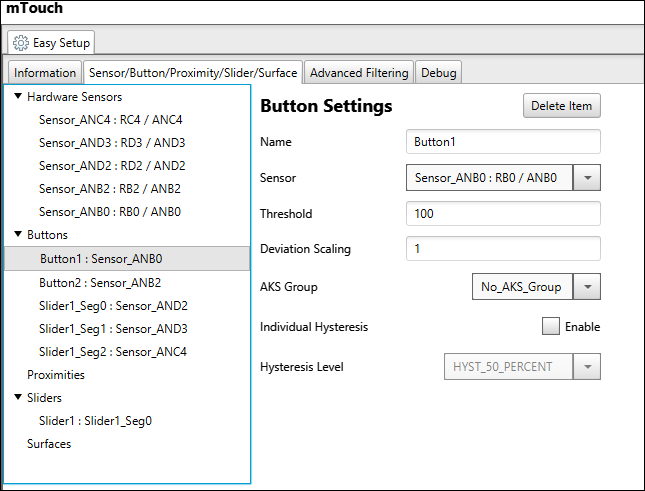 mTouch
Easy Setup
Information
Sensor/Button/Proximity/Slider/Surface
Advanced Filtering
Debug
Hardware Sensors
Sensor_ANC4 : RC4 / ANC4
Sensor_AND3 : RD3 / AND3
Sensor_AND2 : RD2 / AND2
Sensor_ANB2 : RB2 / ANB2
Sensor_ANB0 : RB0 / ANB0
Buttons
Button1 : Sensor_ANB0
Button2 : Sensor_ANB2
Slider1_Seg0 : Sensor_AND2
Slider1_Seg1 : Sensor_AND3
Slider1_Seg2 : Sensor_ANC4
Proximities
Sliders
Slider1 : Slider1_Seg0
Surfaces
Button Settings
Delete Item
Name
Button1
Sensor
Sensor_ANB0 : RB0 / ANB0
Threshold
100
Deviation Scaling
1
AKS Group
No_AKS_Group
Individual Hysteresis
Enable
Hysteresis Level
HYST_50_PERCENT